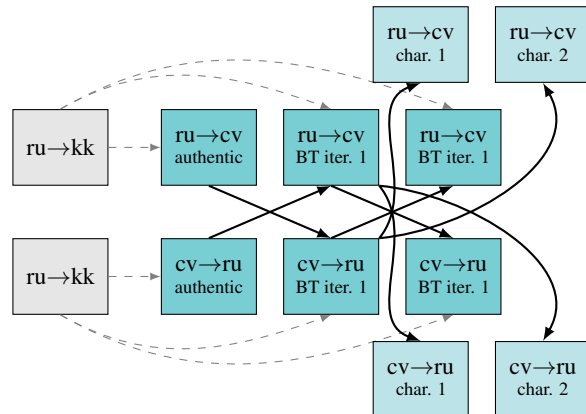 ru→cv
char. 1
ru→cv
char. 2
ru→kk
ru→cv
authentic
ru→cv
BT iter. 1
ru→cv
BT iter. 1
ru→kk
cv→ru
authentic
cv→ru
BT iter. 1
cv→ru
BT iter. 1
cv→ru
char. 1
cv→ru
char. 2